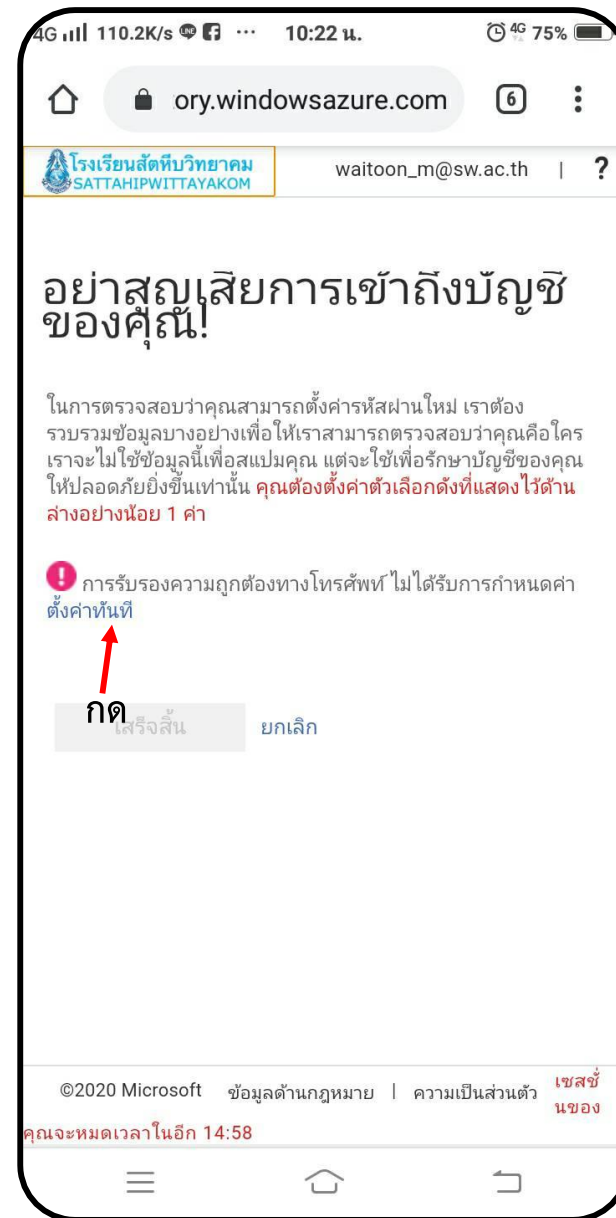 4G 110.2K/s LINE ... 10:22 น. 4G 75%
ory.windowsazure.com 6
โรงเรียนสัตหีบวิทยาคม
SATTAHIPWITTAYAKOM
waitoon_m@sw.ac.th | ?
อย่าสูญเสียการเข้าถึงบัญชี
ของคุณ!
ในการตรวจสอบว่าคุณสามารถตั้งค่ารหัสผ่านใหม่ เราต้อง
รวบรวมข้อมูลบางอย่างเพื่อให้เราสามารถตรวจสอบว่าคุณคือใคร
เราจะไม่ใช้ข้อมูลนี้เพื่อสแปมคุณ แต่จะใช้เพื่อรักษาบัญชีของคุณ
ให้ปลอดภัยยิ่งขึ้นเท่านั้น คุณต้องตั้งค่าตัวเลือกดังที่แสดงไว้ด้าน
ล่างอย่างน้อย 1 ค่า
! การรับรองความถูกต้องทางโทรศัพท์ ไม่ได้รับการกำหนดค่า
ตั้งค่าทันที
กด
เสร็จสิ้น ยกเลิก
©2020 Microsoft ข้อมูลด้านกฎหมาย | ความเป็นส่วนตัว
เซสชั่
นของ
คุณจะหมดเวลาในอีก 14:58